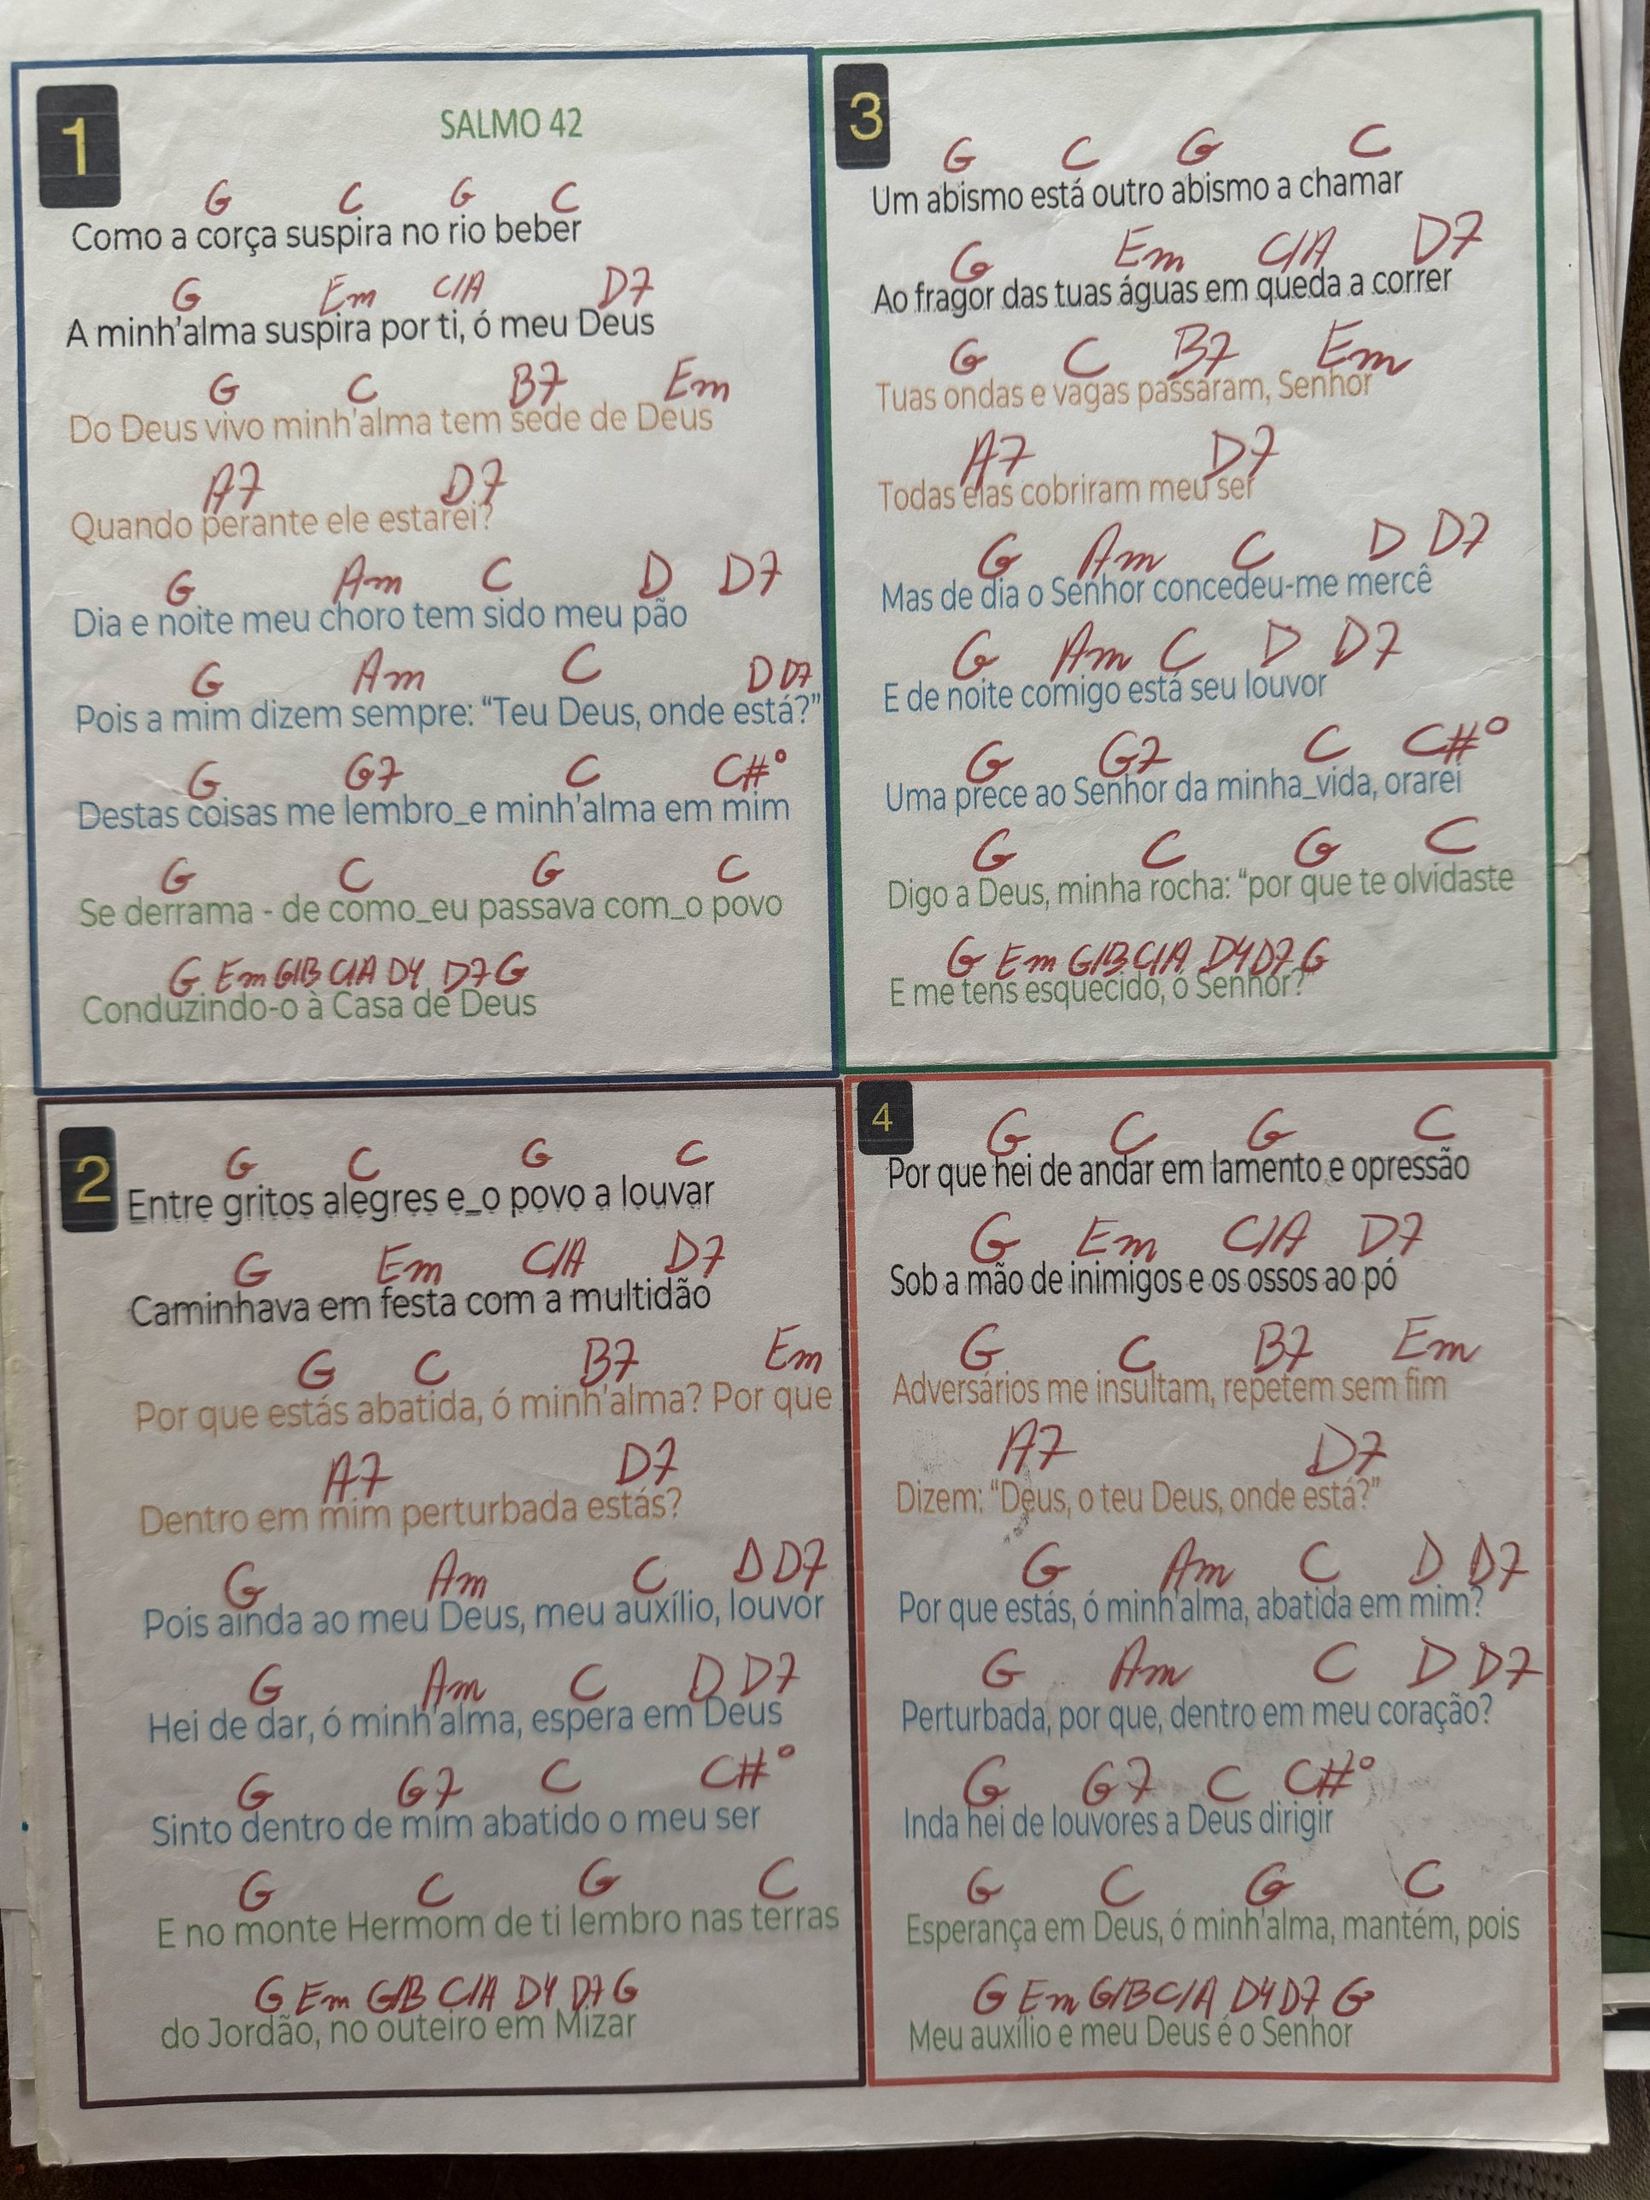 1
SALMO 42
G C G C
Como a corça suspira no rio beber
G Em C/A D7
A minh'alma suspira por ti, ó meu Deus
G C B7 Em
Do Deus vivo minh'alma tem sede de Deus
A7 D7
Quando perante ele estarei?
G Am C D D7
Dia e noite meu choro tem sido meu pão
G Am C D D7
Pois a mim dizem sempre: “Teu Deus, onde está?”
G G7 C C#°
Destas coisas me lembro_e minh'alma em mim
G C G C
Se derrama - de como_eu passava com_o povo
G Em G/B C/A D4 D7 G
Conduzindo-o à Casa de Deus
2
G C G C
Entre gritos alegres e_o povo a louvar
G Em C/A D7
Caminhava em festa com a multidão
G C B7 Em
Por que estás abatida, ó minh'alma? Por que
A7 D7
Dentro em mim perturbada estás?
G Am C D D7
Pois ainda ao meu Deus, meu auxílio, louvor
G Am C D D7
Hei de dar, ó minh'alma, espera em Deus
G G7 C C#°
Sinto dentro de mim abatido o meu ser
G C G C
E no monte Hermom de ti lembro nas terras
G Em G/B C/A D4 D7 G
do Jordão, no outeiro em Mizar
3
G C G C
Um abismo está outro abismo a chamar
G Em C/A D7
Ao fragor das tuas águas em queda a correr
G C B7 Em
Tuas ondas e vagas passaram, Senhor
A7 D7
Todas elas cobriram meu ser
G Am C D D7
Mas de dia o Senhor concedeu-me mercê
G Am C D D7
E de noite comigo está seu louvor
G G7 C C#°
Uma prece ao Senhor da minha_vida, orarei
G C G C
Digo a Deus, minha rocha: “por que te olvidaste
G Em G/B C/A D4 D7 G
E me tens esquecido, ó Senhor?”
4
G C G C
Por que hei de andar em lamento e opressão
G Em C/A D7
Sob a mão de inimigos e os ossos ao pó
G C B7 Em
Adversários me insultam, repetem sem fim
A7 D7
Dizem: “Deus, o teu Deus, onde está?”
G Am C D D7
Por que estás, ó minh'alma, abatida em mim?
G Am C D D7
Perturbada, por que, dentro em meu coração?
G G7 C C#°
Inda hei de louvores a Deus dirigir
G C G C
Esperança em Deus, ó minh'alma, mantém, pois
G Em G/B C/A D4 D7 G
Meu auxílio e meu Deus é o Senhor